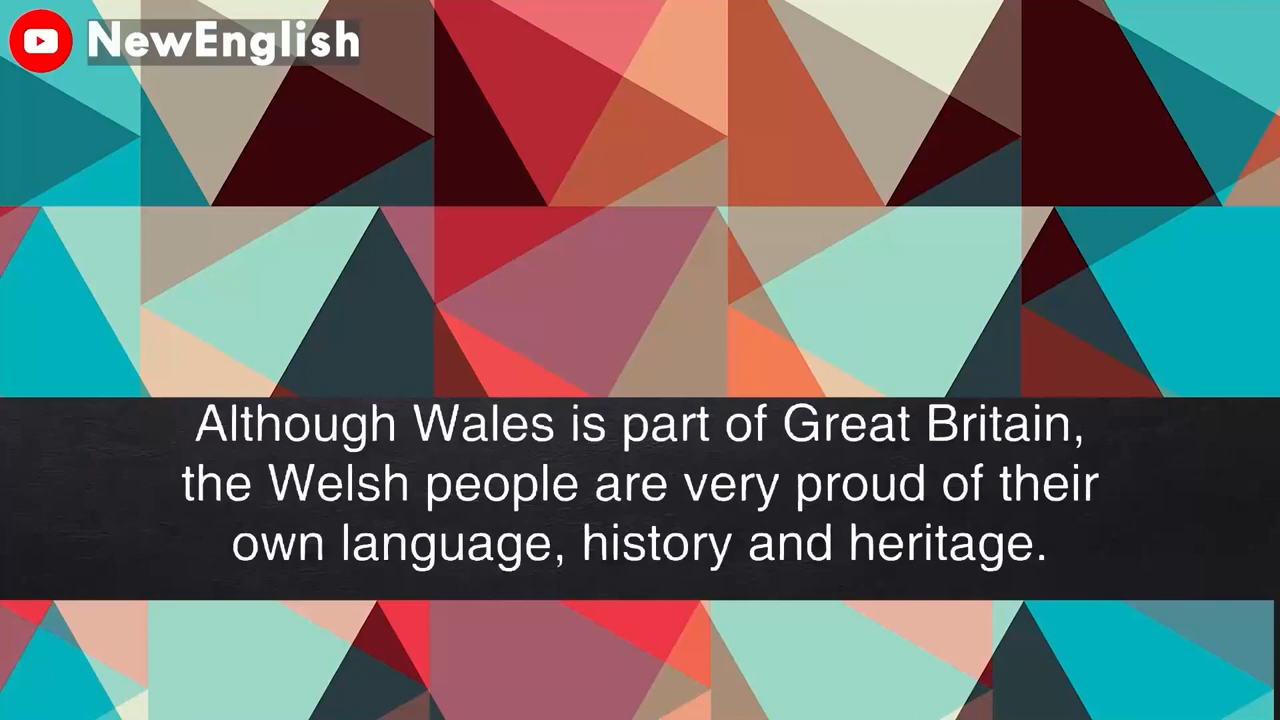 NewEnglish
Although Wales is part of Great Britain,
the Welsh people are very proud of their
own language, history and heritage.